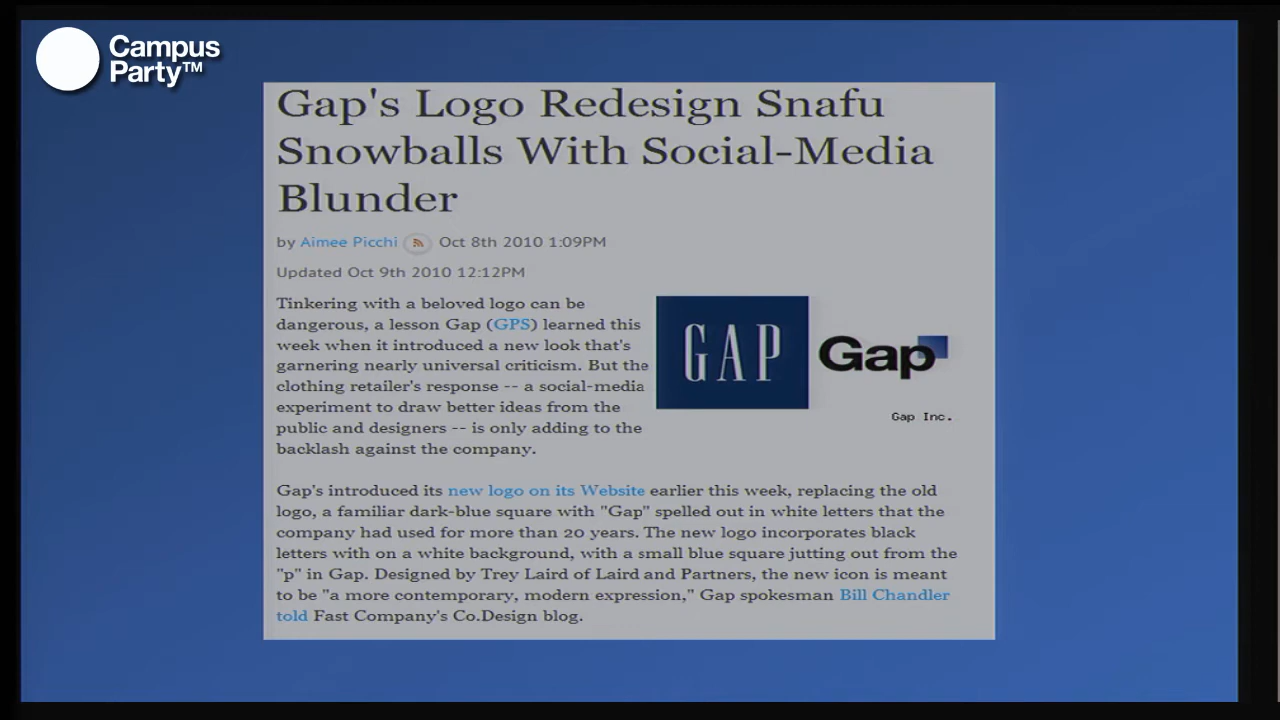 Campus
Party™
Gap's Logo Redesign Snafu
Snowballs With Social-Media
Blunder
by Aimee Picchi Oct 8th 2010 1:09PM
Updated Oct 9th 2010 12:12PM
Tinkering with a beloved logo can be
dangerous, a lesson Gap (GPS) learned this
week when it introduced a new look that's
garnering nearly universal criticism. But the
clothing retailer's response -- a social-media
experiment to draw better ideas from the
public and designers -- is only adding to the
backlash against the company.
GAP
Gap
Gap Inc.
Gap's introduced its new logo on its Website earlier this week, replacing the old
logo, a familiar dark-blue square with "Gap" spelled out in white letters that the
company had used for more than 20 years. The new logo incorporates black
letters with on a white background, with a small blue square jutting out from the
"p" in Gap. Designed by Trey Laird of Laird and Partners, the new icon is meant
to be "a more contemporary, modern expression," Gap spokesman Bill Chandler
told Fast Company's Co.Design blog.